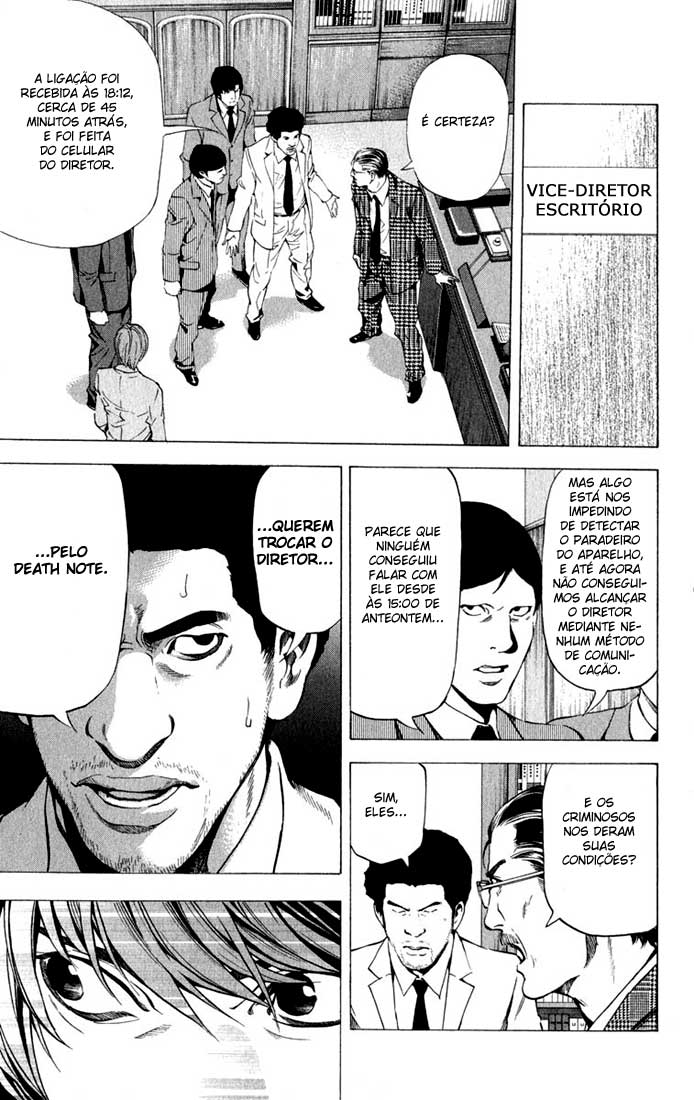 VICE-DIRETOR
ESCRITÓRIO
É CERTEZA?
A LIGAÇÃO FOI
RECEBIDA ÀS 18:12,
CERCA DE 45
MINUTOS ATRÁS,
E FOI FEITA
DO CELULAR
DO DIRETOR.
MAS ALGO
ESTÁ NOS
IMPEDINDO
DE DETECTAR
O PARADEIRO
DO APARELHO,
E ATÉ AGORA
NÃO CONSEGUI-
MOS ALCANÇAR
O DIRETOR
MEDIANTE NE-
NHUM MÉTODO
DE COMUNI-
CAÇÃO.
PARECE QUE
NINGUÉM
CONSEGUIU
FALAR COM
ELE DESDE
ÀS 15:00 DE
ANTEONTEM...
E OS
CRIMINOSOS
NOS DERAM
SUAS
CONDIÇÕES?
SIM,
ELES...
...QUEREM
TROCAR O
DIRETOR...
...PELO
DEATH NOTE.